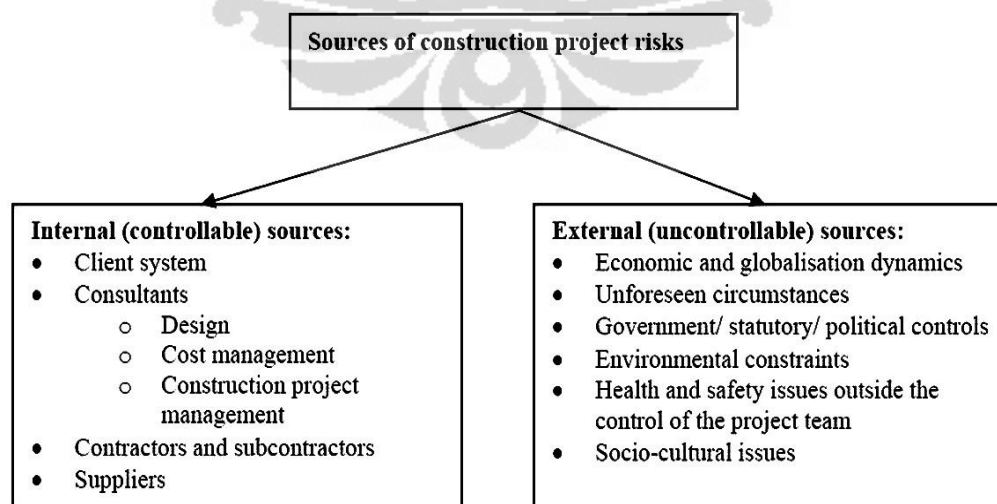 Sources of construction project risks
Internal (controllable) sources:
• Client system
• Consultants
o Design
o Cost management
o Construction project
management
• Contractors and subcontractors
• Suppliers
External (uncontrollable) sources:
• Economic and globalisation dynamics
• Unforeseen circumstances
• Government/ statutory/ political controls
• Environmental constraints
• Health and safety issues outside the
control of the project team
• Socio-cultural issues